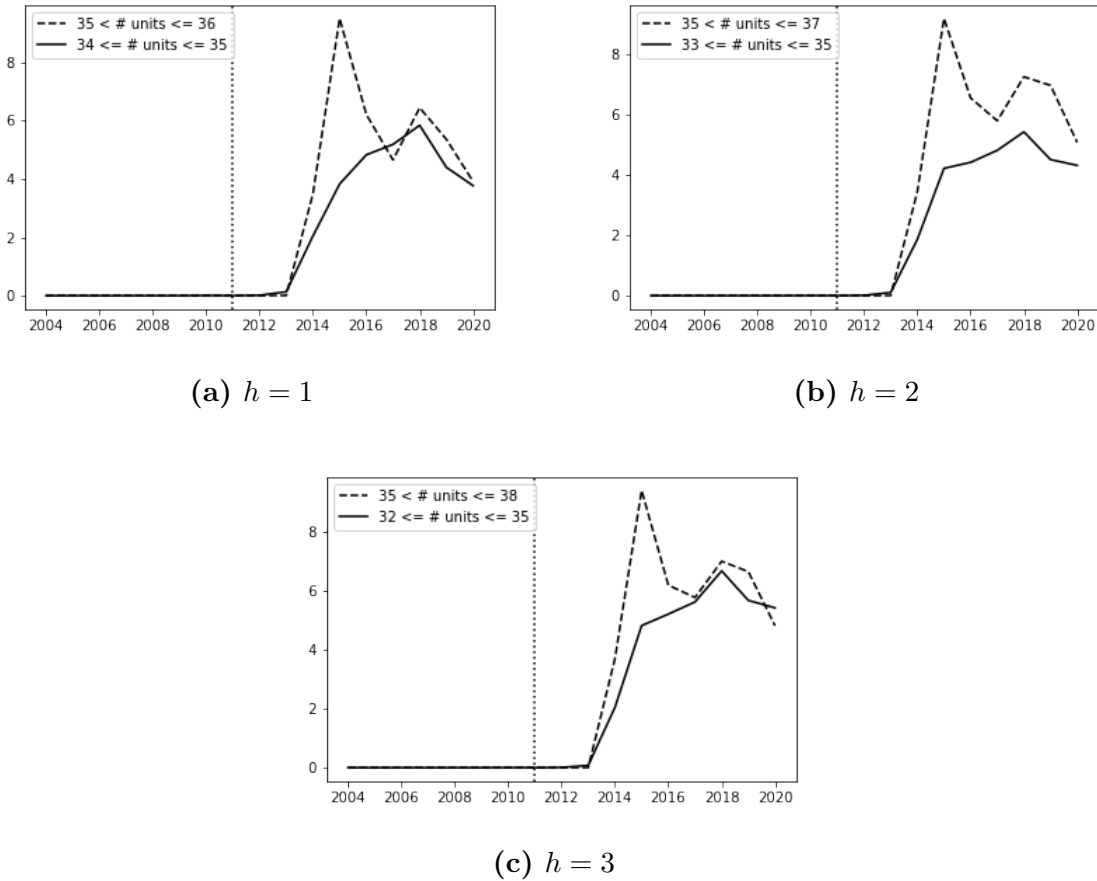 35 < # units <= 36
34 <= # units <= 35
8
6
4
2
0
2004 2006 2008 2010 2012 2014 2016 2018 2020
(a) h = 1
35 < # units <= 37
33 <= # units <= 35
8
6
4
2
0
2004 2006 2008 2010 2012 2014 2016 2018 2020
(b) h = 2
35 < # units <= 38
32 <= # units <= 35
8
6
4
2
0
2004 2006 2008 2010 2012 2014 2016 2018 2020
(c) h = 3